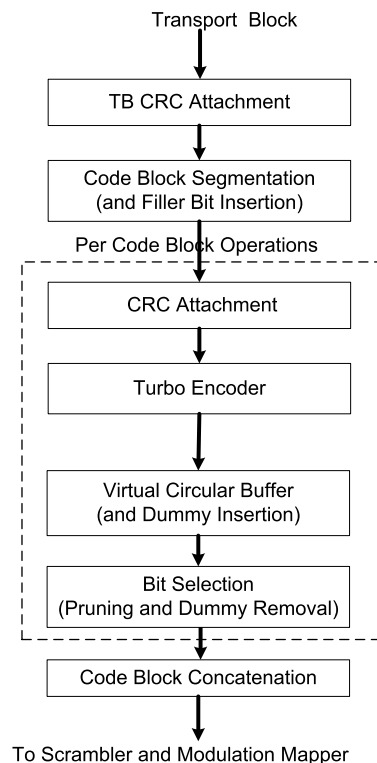 Transport Block
TB CRC Attachment
Code Block Segmentation
(and Filler Bit Insertion)
Per Code Block Operations
CRC Attachment
Turbo Encoder
Virtual Circular Buffer
(and Dummy Insertion)
Bit Selection
(Pruning and Dummy Removal)
Code Block Concatenation
To Scrambler and Modulation Mapper